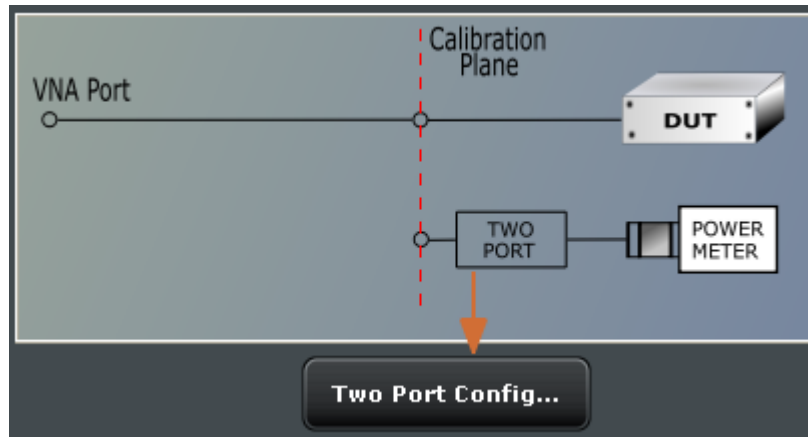 Calibration
Plane
VNA Port
DUT
TWO
PORT
POWER
METER
Two Port Config...